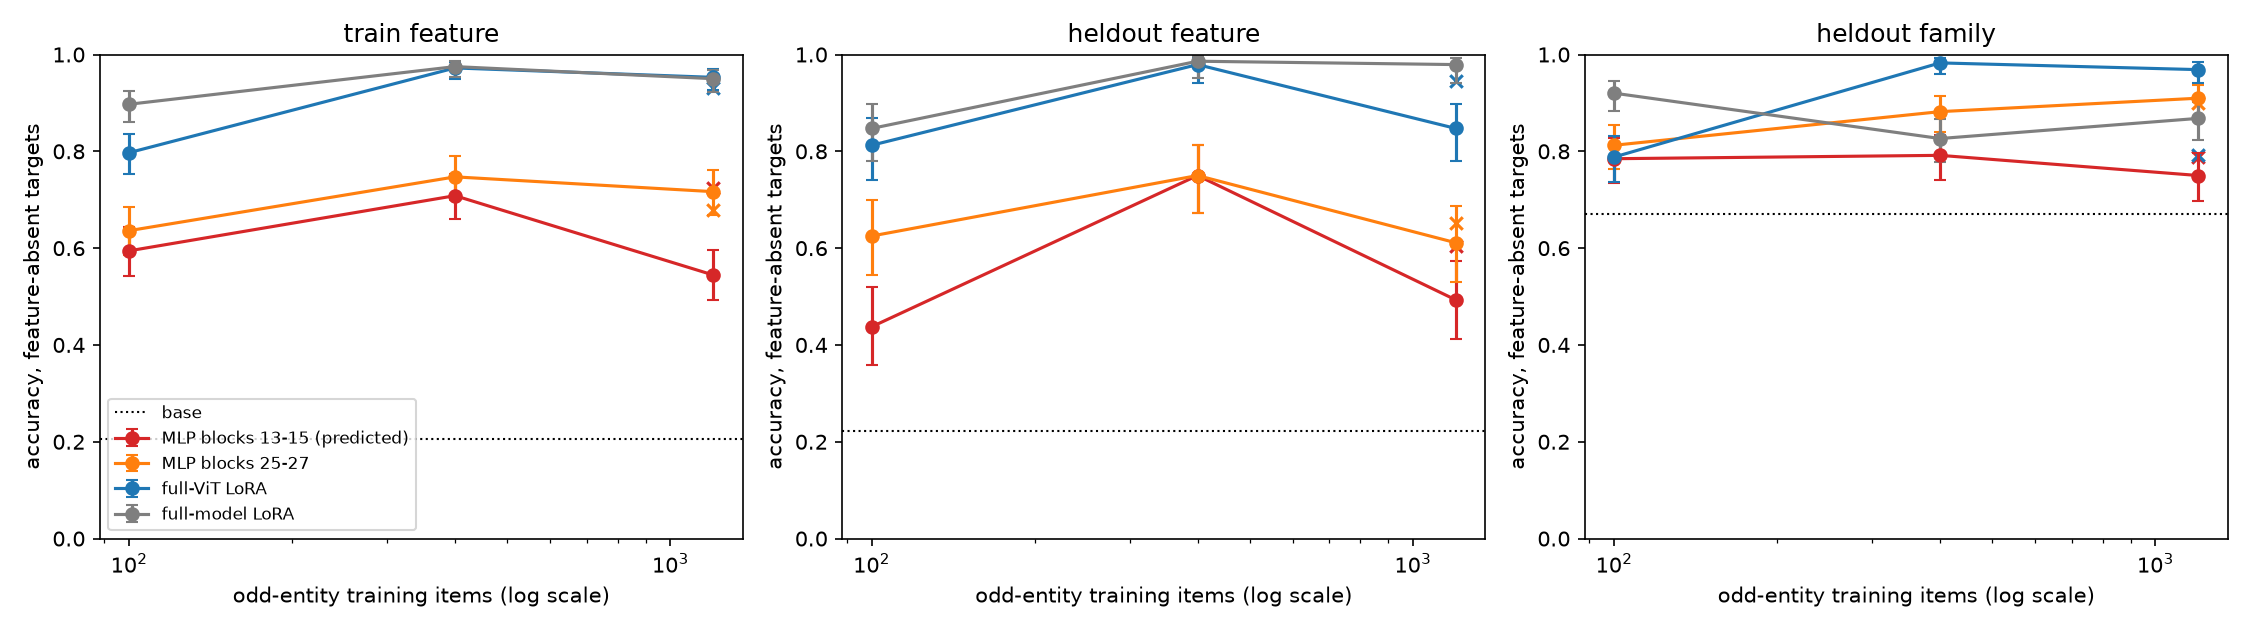 train feature
heldout feature
heldout family
accuracy, feature-absent targets
1.0
0.8
0.6
0.4
0.2
0.0
base
MLP blocks 13-15 (predicted)
MLP blocks 25-27
full-ViT LoRA
full-model LoRA
10²
10³
odd-entity training items (log scale)
accuracy, feature-absent targets
1.0
0.8
0.6
0.4
0.2
0.0
10²
10³
odd-entity training items (log scale)
accuracy, feature-absent targets
1.0
0.8
0.6
0.4
0.2
0.0
10²
10³
odd-entity training items (log scale)